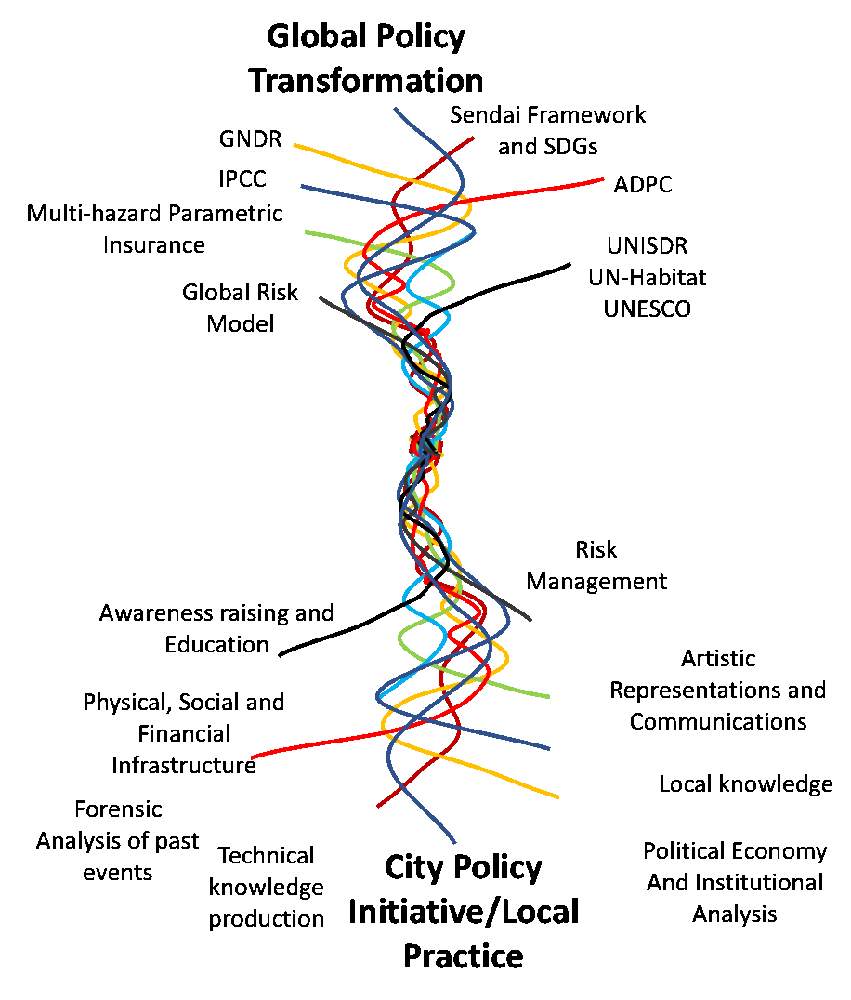 Global Policy
Transformation
Sendai Framework
and SDGs
GNDR
IPCC
ADPC
Multi-hazard Parametric
Insurance
UNISDR
UN-Habitat
UNESCO
Global Risk
Model
Risk
Management
Awareness raising and
Education
Artistic
Representations and
Communications
Physical, Social and
Financial
Infrastructure
Local knowledge
Forensic
Analysis of past
events
Technical
knowledge
production
City Policy
Initiative/Local
Practice
Political Economy
And Institutional
Analysis